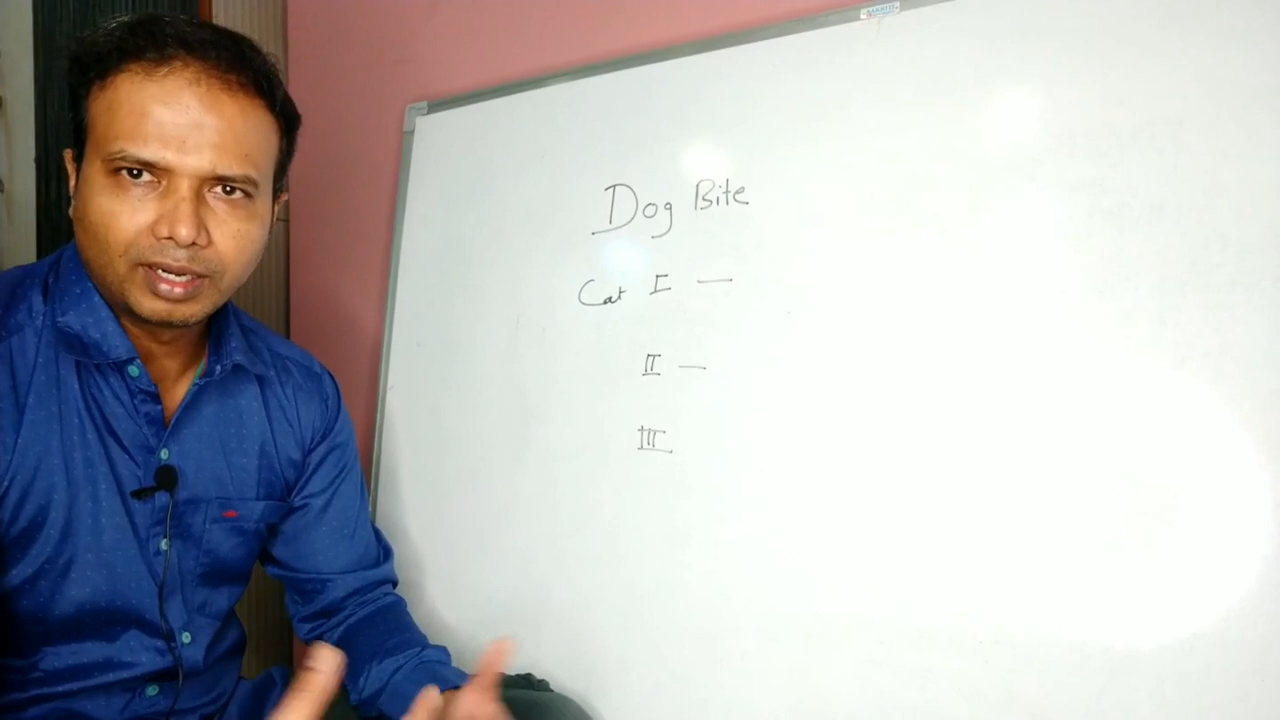 Dog Bite
Cat I —
II —
III